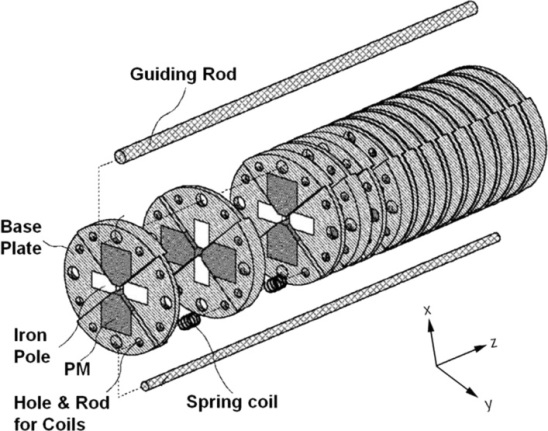 Guiding Rod
Base
Plate
Iron
Pole
PM
Hole & Rod
for Coils
Spring coil
x
z
y